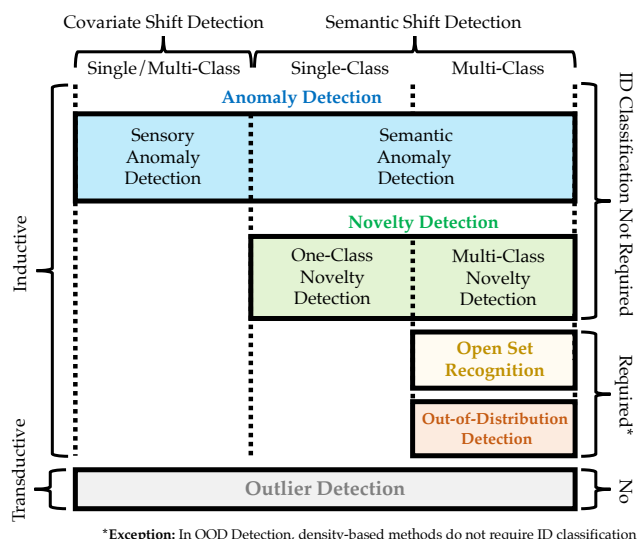 Covariate Shift Detection
Semantic Shift Detection
Single/Multi-Class
Single-Class
Multi-Class
Anomaly Detection
Sensory
Anomaly
Detection
Semantic
Anomaly
Detection
Novelty Detection
One-Class
Novelty
Detection
Multi-Class
Novelty
Detection
Open Set
Recognition
Out-of-Distribution
Detection
Outlier Detection
Inductive
Transductive
ID Classification Not Required
Required*
No
*Exception: In OOD Detection, density-based methods do not require ID classification